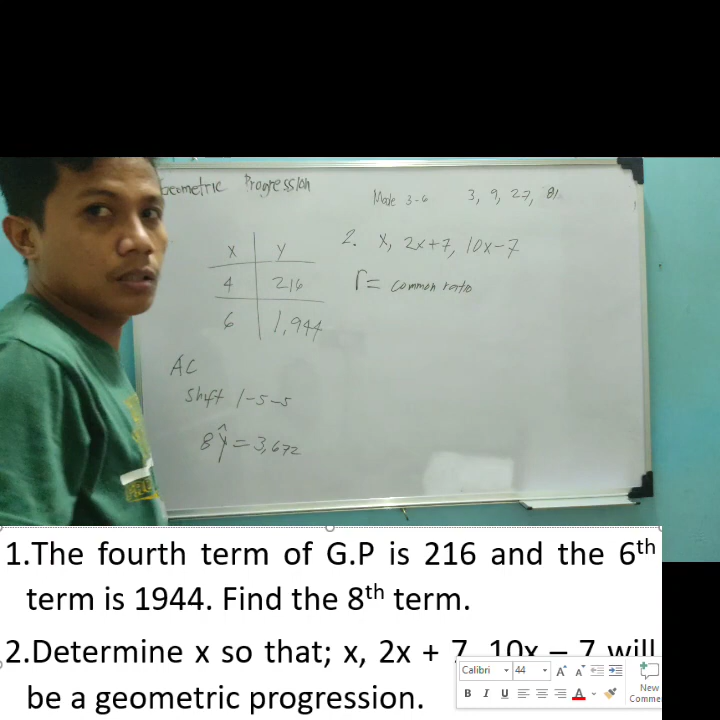 Geometric Progression
Mode 3-6 3, 9, 27, 81
x y
4 216
6 1,944
2. x, 2x+7, 10x-7
r = common ratio
AC
Shift 1-5-5
8ŷ = 3,672
1.The fourth term of G.P is 216 and the 6th
term is 1944. Find the 8th term.
2.Determine x so that; x, 2x + 7, 10x – 7 will
be a geometric progression.
Calibri 44
B I U A
New
Comme